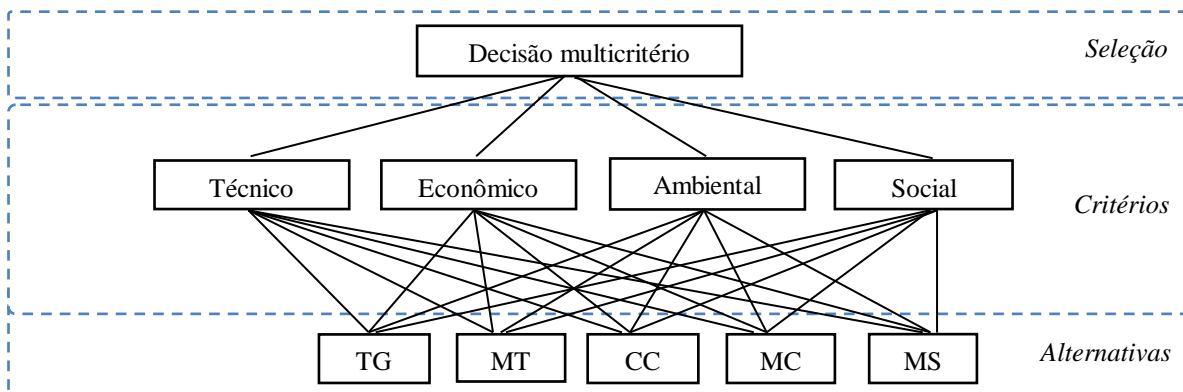 Decisão multicritério
Seleção
Técnico
Econômico
Ambiental
Social
Critérios
TG
MT
CC
MC
MS
Alternativas